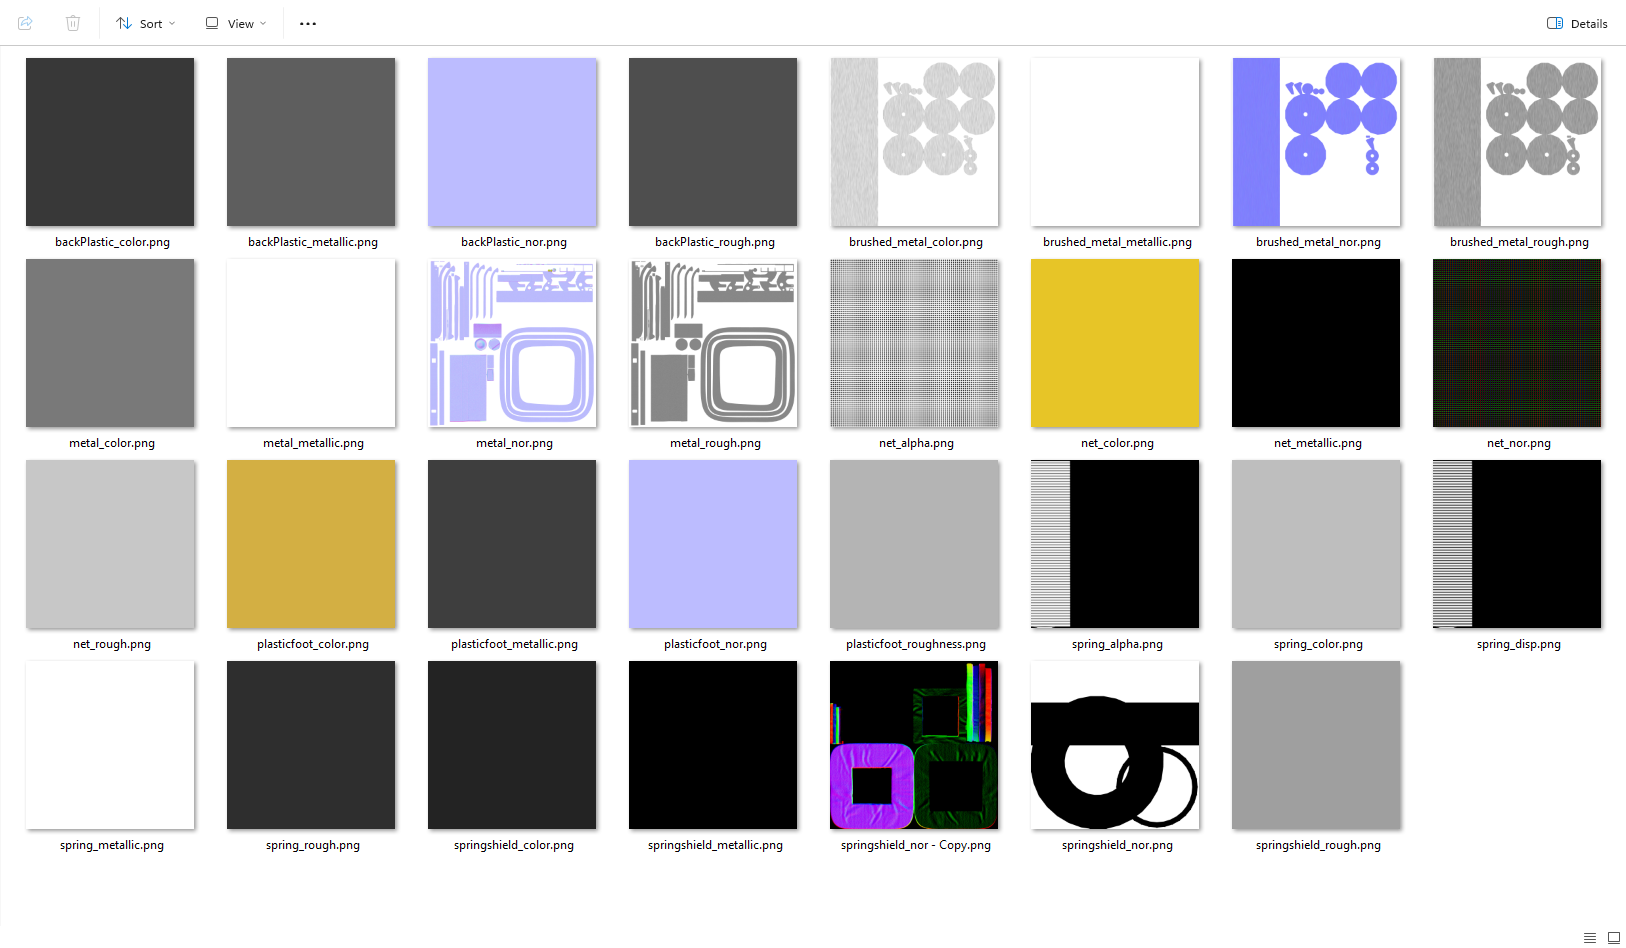 Sort
View
Details
backPlastic_color.png
backPlastic_metallic.png
backPlastic_nor.png
backPlastic_rough.png
brushed_metal_color.png
brushed_metal_metallic.png
brushed_metal_nor.png
brushed_metal_rough.png
metal_color.png
metal_metallic.png
metal_nor.png
metal_rough.png
net_alpha.png
net_color.png
net_metallic.png
net_nor.png
net_rough.png
plasticfoot_color.png
plasticfoot_metallic.png
plasticfoot_nor.png
plasticfoot_roughness.png
spring_alpha.png
spring_color.png
spring_disp.png
spring_metallic.png
spring_rough.png
springshield_color.png
springshield_metallic.png
springshield_nor - Copy.png
springshield_nor.png
springshield_rough.png